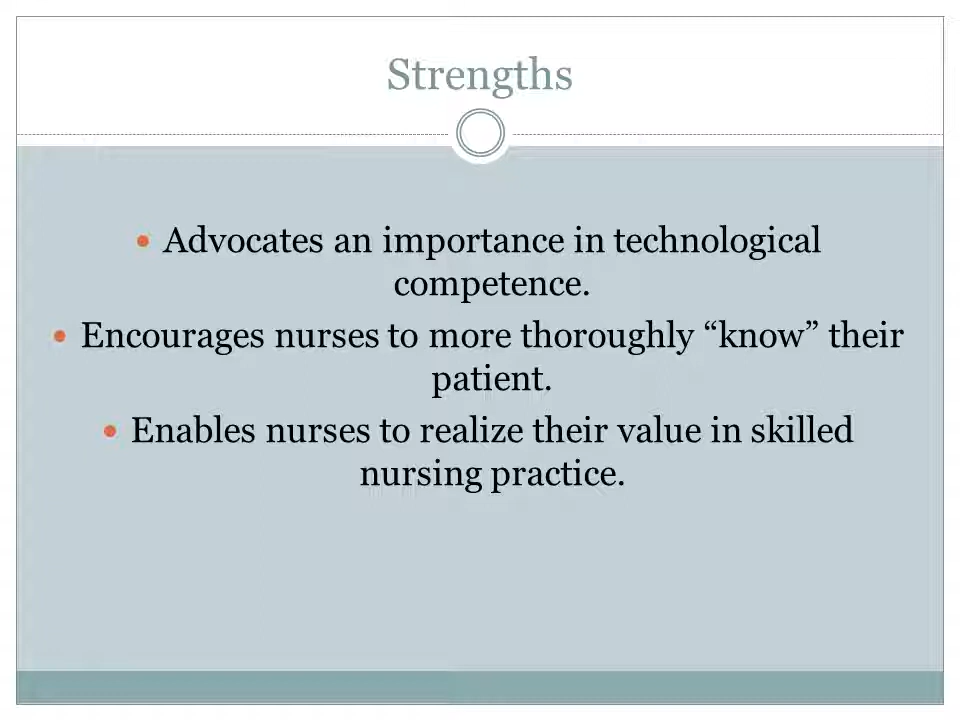 Strengths
• Advocates an importance in technological
competence.
• Encourages nurses to more thoroughly “know” their
patient.
• Enables nurses to realize their value in skilled
nursing practice.